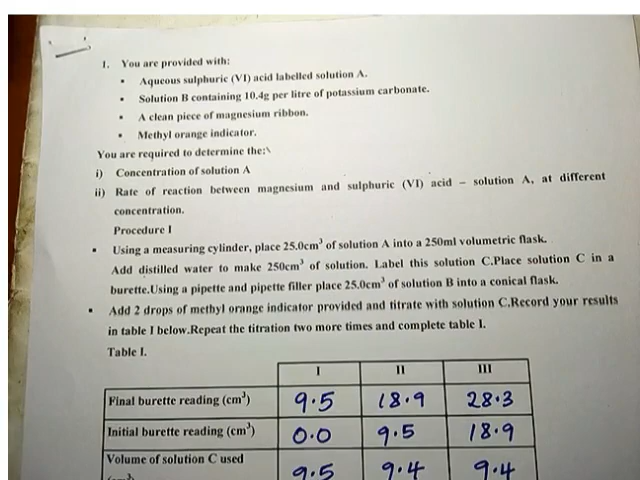 1. You are provided with:
• Aqueous sulphuric (VI) acid labelled solution A.
• Solution B containing 10.4g per litre of potassium carbonate.
• A clean piece of magnesium ribbon.
• Methyl orange indicator.
You are required to determine the:
i) Concentration of solution A
ii) Rate of reaction between magnesium and sulphuric (VI) acid – solution A, at different
concentration.
Procedure I
• Using a measuring cylinder, place 25.0cm³ of solution A into a 250ml volumetric flask.
Add distilled water to make 250cm³ of solution. Label this solution C.Place solution C in a
burette.Using a pipette and pipette filler place 25.0cm³ of solution B into a conical flask.
• Add 2 drops of methyl orange indicator provided and titrate with solution C.Record your results
in table I below.Repeat the titration two more times and complete table I.
Table I.
I II III
Final burette reading (cm³) 9.5 18.9 28.3
Initial burette reading (cm³) 0.0 9.5 18.9
Volume of solution C used 9.5 9.4 9.4